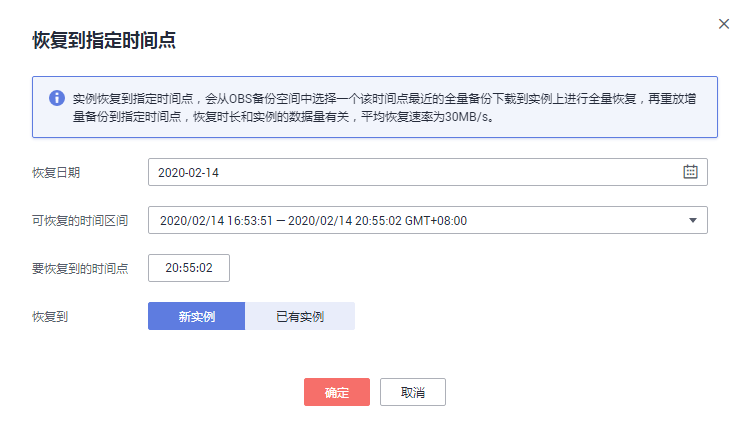 恢复到指定时间点
实例恢复到指定时间点，会从OBS备份空间中选择一个该时间点最近的全量备份下载到实例上进行全量恢复，再重放增
量备份到指定时间点，恢复时长和实例的数据量有关，平均恢复速率为30MB/s。
恢复日期 2020-02-14
可恢复的时间区间 2020/02/14 16:53:51 — 2020/02/14 20:55:02 GMT+08:00
要恢复到的时间点 20:55:02
恢复到 新实例 已有实例
确定 取消